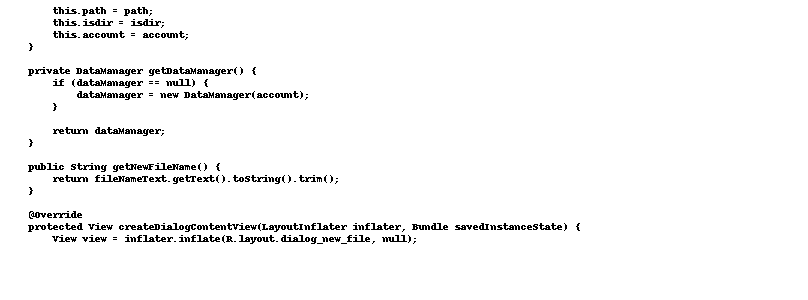 this.path = path;
        this.isdir = isdir;
        this.account = account;
    }

    private DataManager getDataManager() {
        if (dataManager == null) {
            dataManager = new DataManager(account);
        }

        return dataManager;
    }

    public String getNewFileName() {
        return fileNameText.getText().toString().trim();
    }

    @Override
    protected View createDialogContentView(LayoutInflater inflater, Bundle savedInstanceState) {
        View view = inflater.inflate(R.layout.dialog_new_file, null);